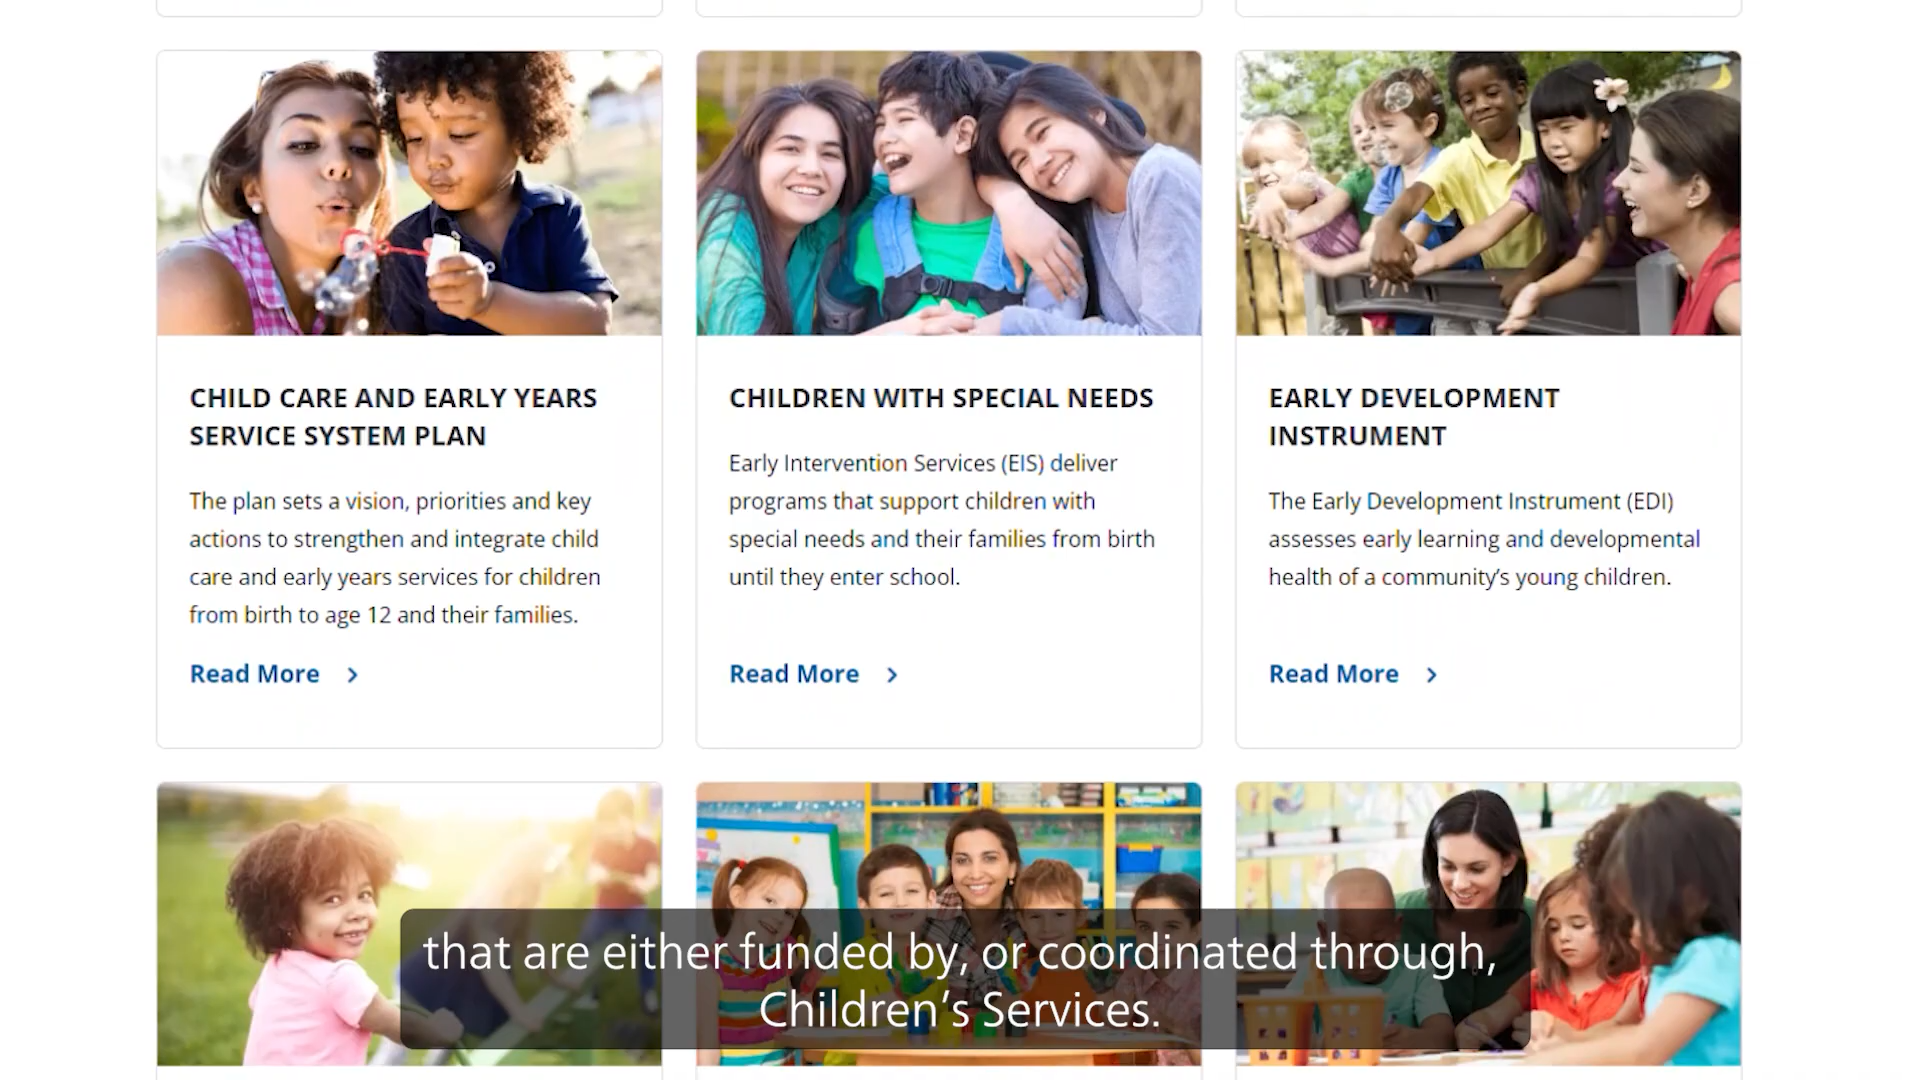 CHILD CARE AND EARLY YEARS
SERVICE SYSTEM PLAN
The plan sets a vision, priorities and key
actions to strengthen and integrate child
care and early years services for children
from birth to age 12 and their families.
Read More
CHILDREN WITH SPECIAL NEEDS
Early Intervention Services (EIS) deliver
programs that support children with
special needs and their families from birth
until they enter school.
Read More
EARLY DEVELOPMENT
INSTRUMENT
The Early Development Instrument (EDI)
assesses early learning and developmental
health of a community’s young children.
Read More
that are either funded by, or coordinated through,
Children’s Services.